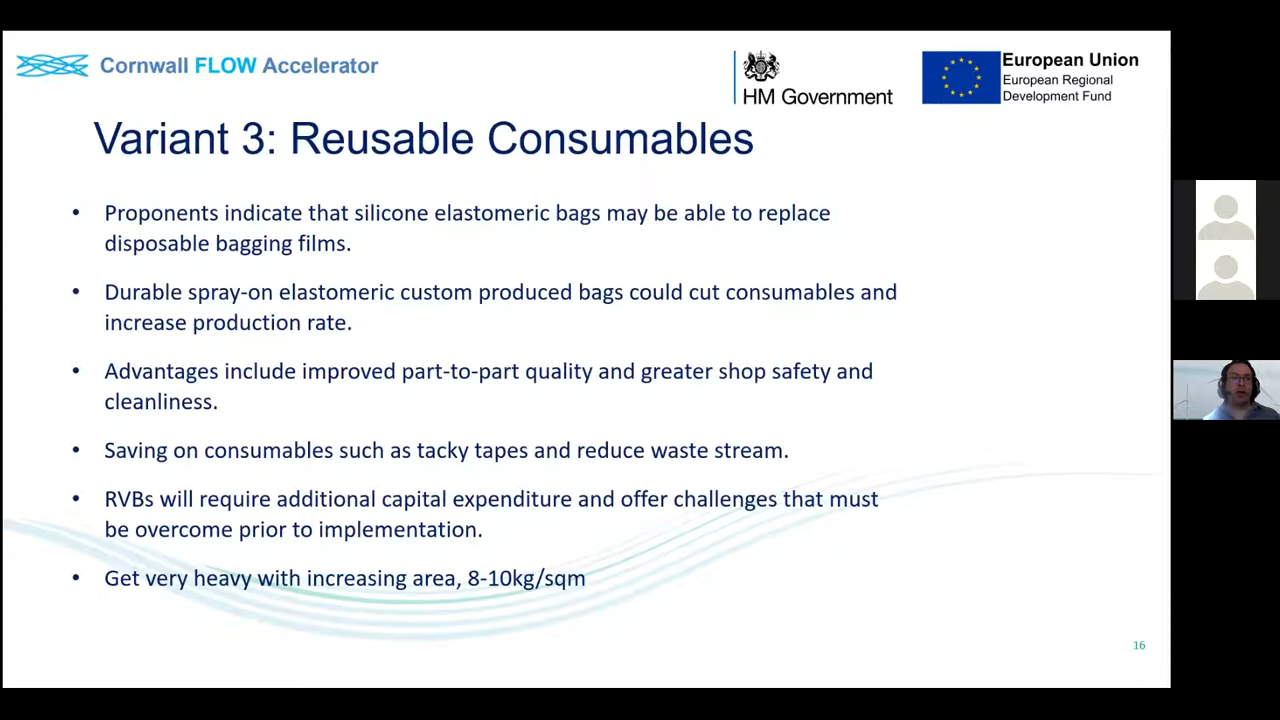 Cornwall FLOW Accelerator
HM Government
European Union
European Regional
Development Fund
Variant 3: Reusable Consumables
• Proponents indicate that silicone elastomeric bags may be able to replace
disposable bagging films.
• Durable spray-on elastomeric custom produced bags could cut consumables and
increase production rate.
• Advantages include improved part-to-part quality and greater shop safety and
cleanliness.
• Saving on consumables such as tacky tapes and reduce waste stream.
• RVBs will require additional capital expenditure and offer challenges that must
be overcome prior to implementation.
• Get very heavy with increasing area, 8-10kg/sqm
16